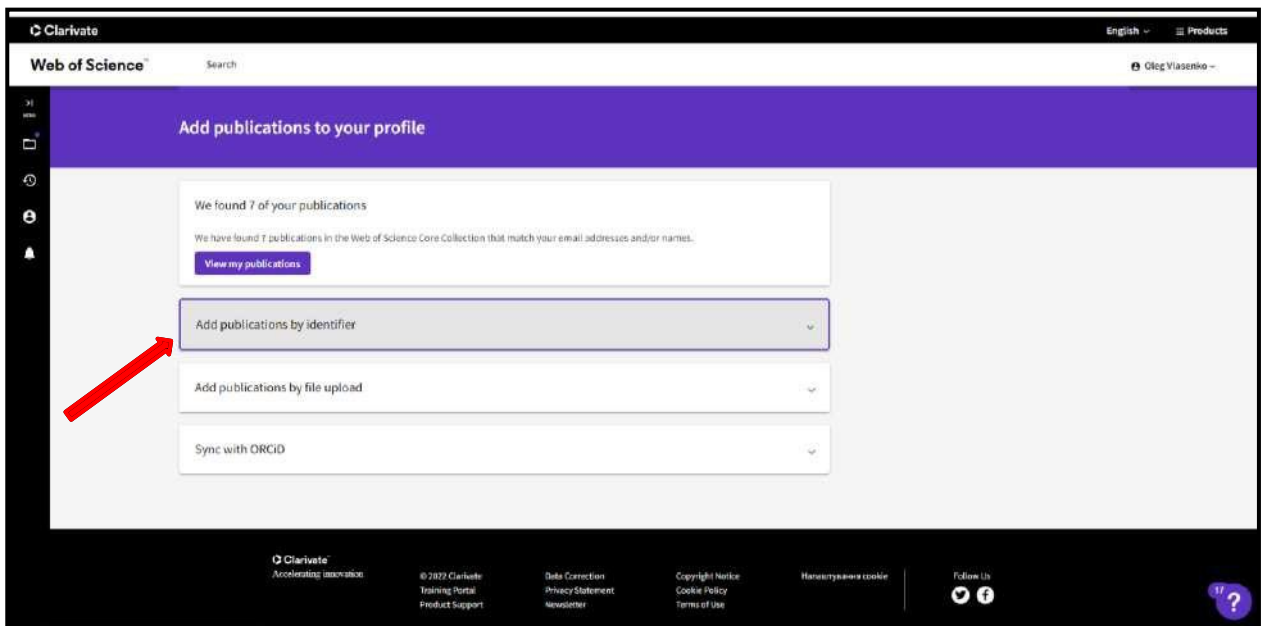 Clarivate
English
Products
Web of Science™
Search
Oleg Vlasenko
MENU
Add publications to your profile
We found 7 of your publications
We have found 7 publications in the Web of Science Core Collection that match your email addresses and/or names.
View my publications
Add publications by identifier
Add publications by file upload
Sync with ORCiD
Clarivate™
Accelerating innovation
© 2022 Clarivate
Training Portal
Product Support
Data Correction
Privacy Statement
Newsletter
Copyright Notice
Cookie Policy
Terms of Use
Налаштування cookie
Follow Us
17
?